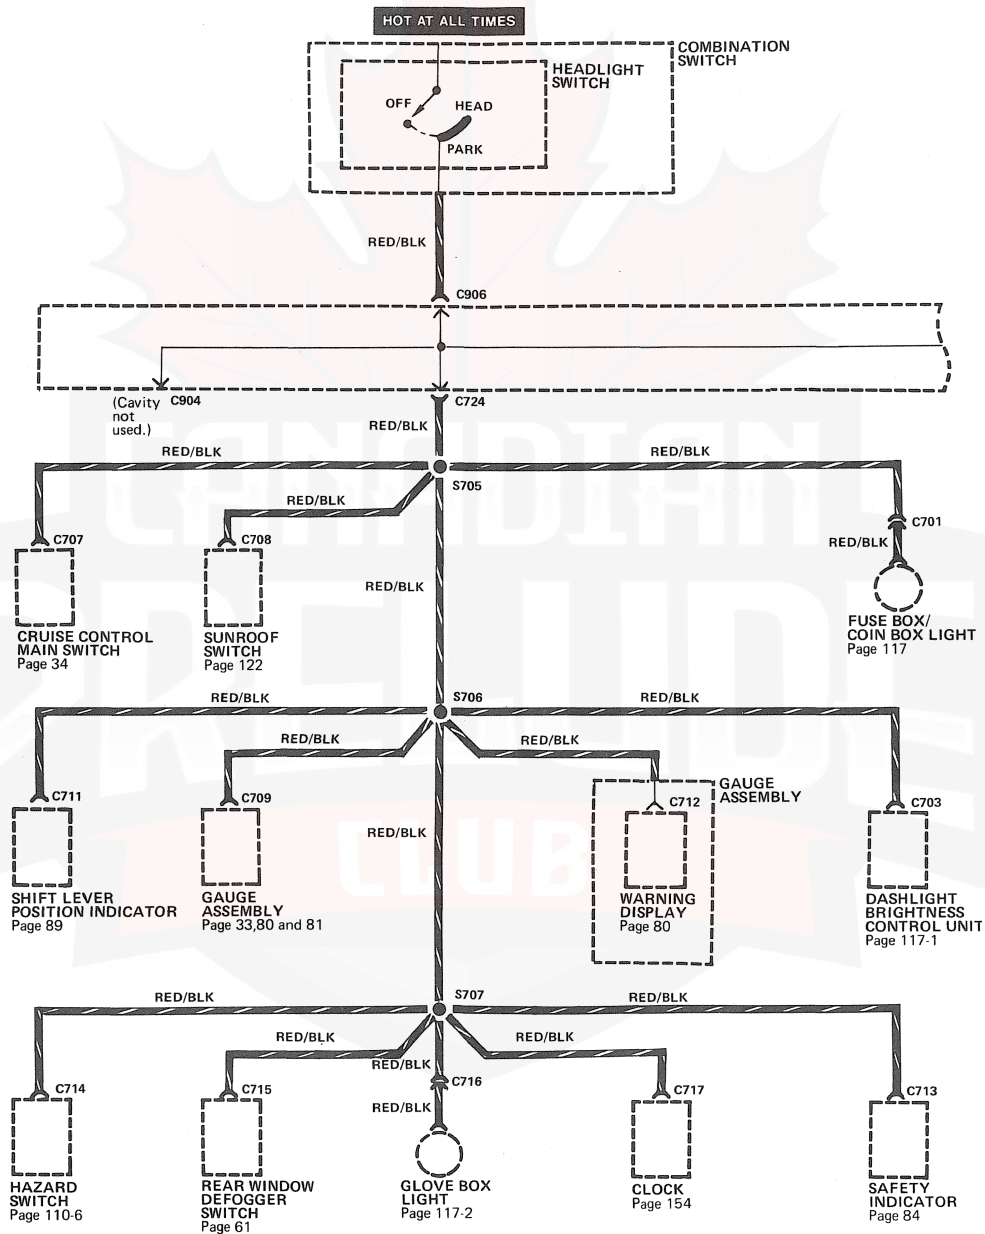 HOT AT ALL TIMES
COMBINATION
SWITCH
HEADLIGHT
SWITCH
OFF
HEAD
PARK
RED/BLK
C906
(Cavity
not
used.)
C904
C724
RED/BLK
RED/BLK
RED/BLK
S705
RED/BLK
C707
C708
C701
RED/BLK
RED/BLK
CRUISE CONTROL
MAIN SWITCH
Page 34
SUNROOF
SWITCH
Page 122
FUSE BOX/
COIN BOX LIGHT
Page 117
CANADIAN
PRELUDE
CLUB
RED/BLK
S706
RED/BLK
RED/BLK
RED/BLK
C711
C709
GAUGE
ASSEMBLY
C712
C703
RED/BLK
SHIFT LEVER
POSITION INDICATOR
Page 89
GAUGE
ASSEMBLY
Page 33,80 and 81
WARNING
DISPLAY
Page 80
DASHLIGHT
BRIGHTNESS
CONTROL UNIT
Page 117-1
RED/BLK
S707
RED/BLK
RED/BLK
RED/BLK
RED/BLK
C714
C715
C716
C717
C713
RED/BLK
HAZARD
SWITCH
Page 110-6
REAR WINDOW
DEFOGGER
SWITCH
Page 61
GLOVE BOX
LIGHT
Page 117-2
CLOCK
Page 154
SAFETY
INDICATOR
Page 84